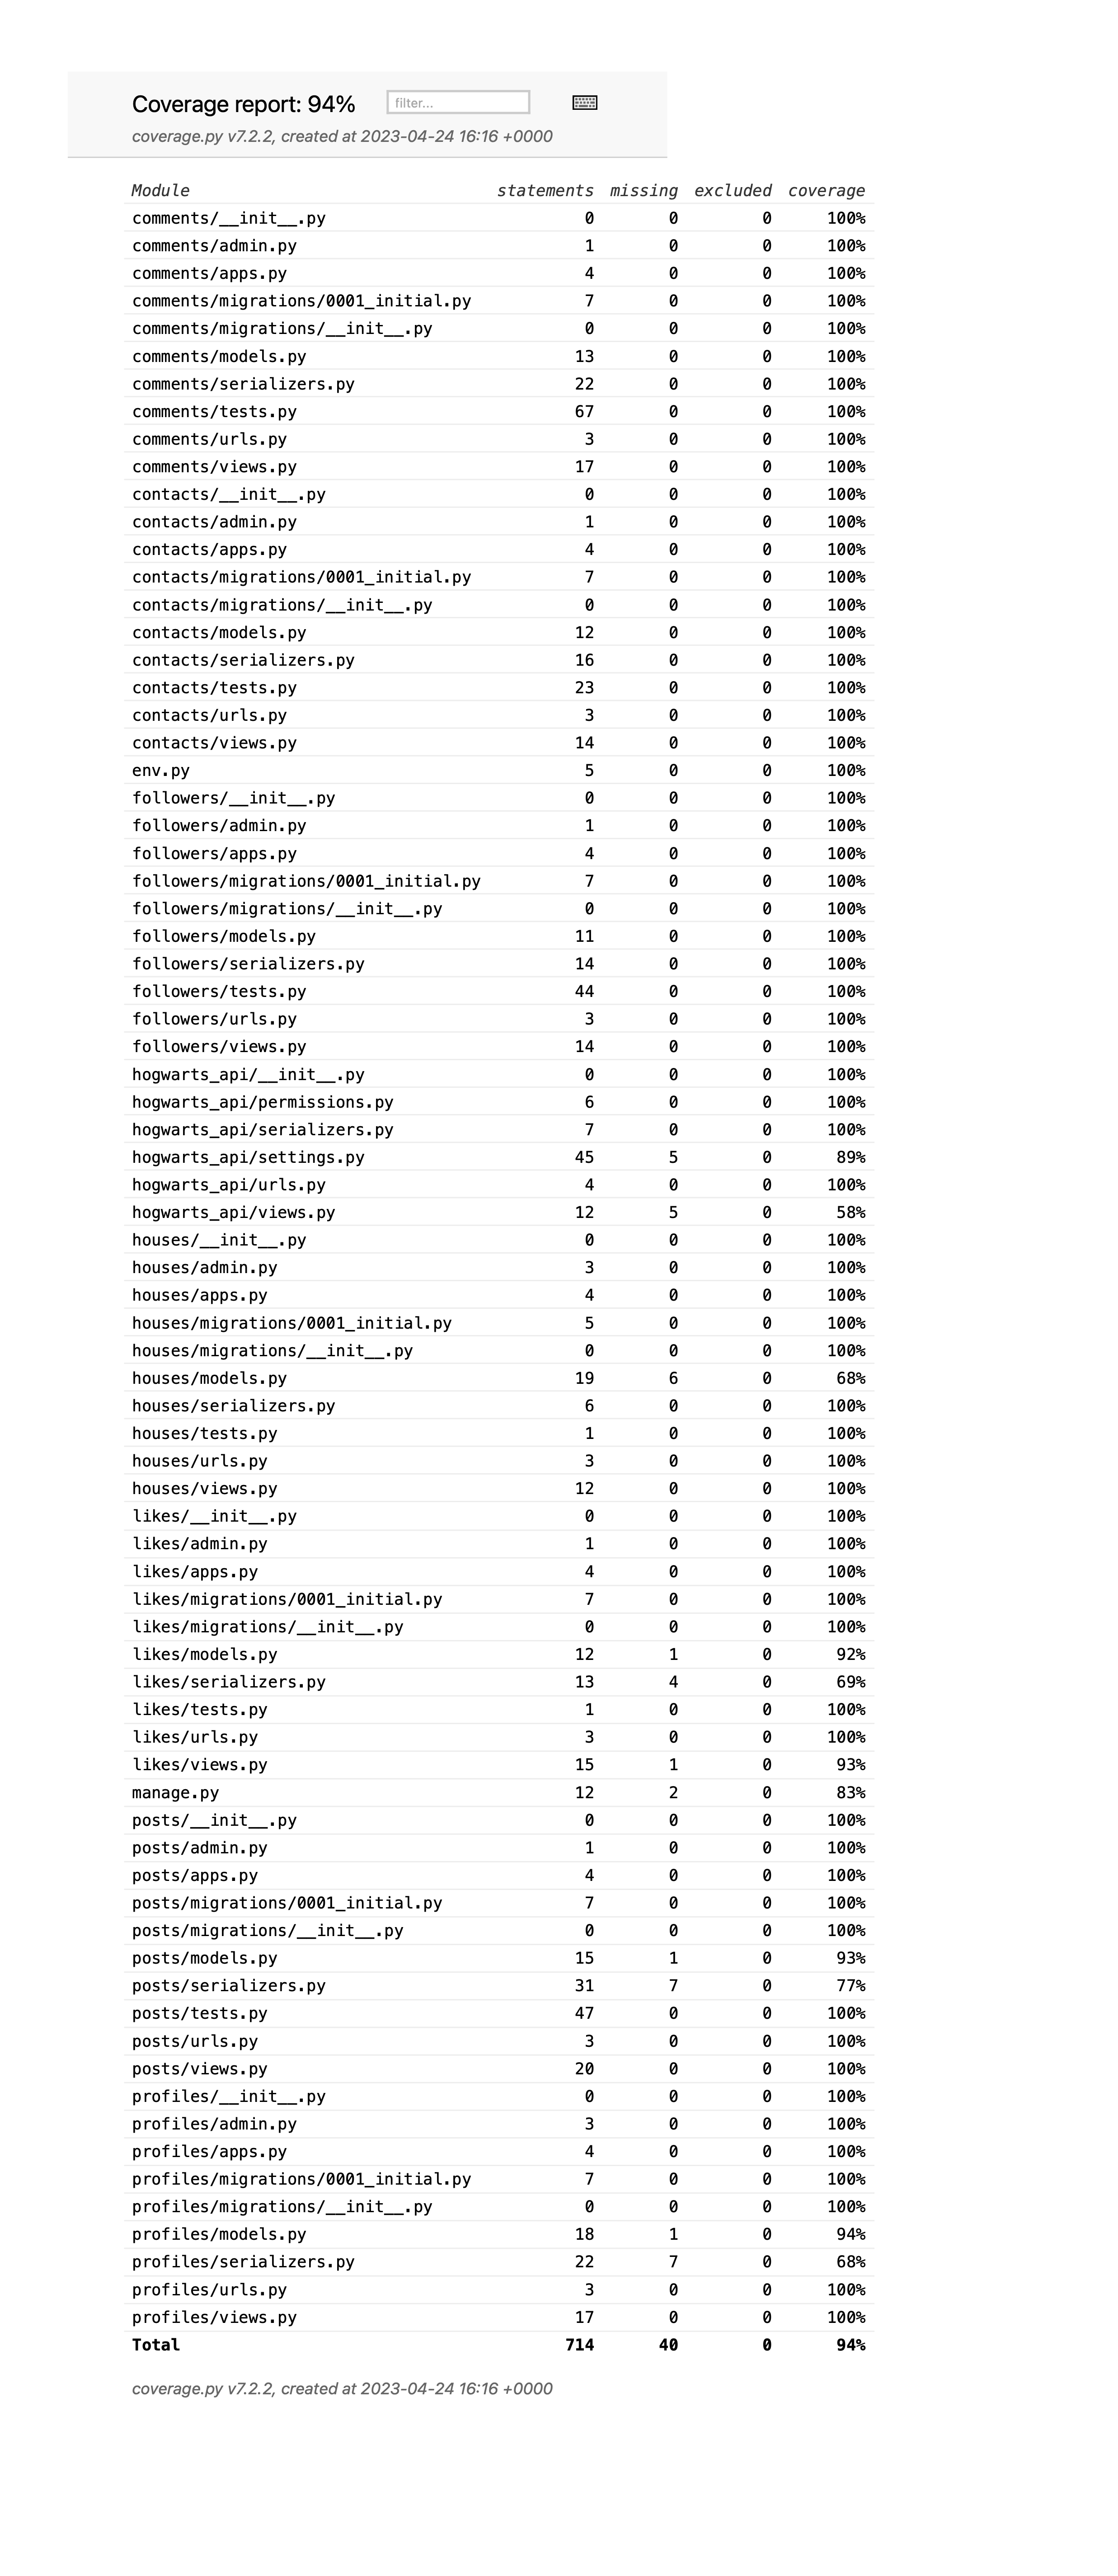 Coverage report: 94% filter...
coverage.py v7.2.2, created at 2023-04-24 16:16 +0000
Module statements missing excluded coverage
comments/__init__.py 0 0 0 100%
comments/admin.py 1 0 0 100%
comments/apps.py 4 0 0 100%
comments/migrations/0001_initial.py 7 0 0 100%
comments/migrations/__init__.py 0 0 0 100%
comments/models.py 13 0 0 100%
comments/serializers.py 22 0 0 100%
comments/tests.py 67 0 0 100%
comments/urls.py 3 0 0 100%
comments/views.py 17 0 0 100%
contacts/__init__.py 0 0 0 100%
contacts/admin.py 1 0 0 100%
contacts/apps.py 4 0 0 100%
contacts/migrations/0001_initial.py 7 0 0 100%
contacts/migrations/__init__.py 0 0 0 100%
contacts/models.py 12 0 0 100%
contacts/serializers.py 16 0 0 100%
contacts/tests.py 23 0 0 100%
contacts/urls.py 3 0 0 100%
contacts/views.py 14 0 0 100%
env.py 5 0 0 100%
followers/__init__.py 0 0 0 100%
followers/admin.py 1 0 0 100%
followers/apps.py 4 0 0 100%
followers/migrations/0001_initial.py 7 0 0 100%
followers/migrations/__init__.py 0 0 0 100%
followers/models.py 11 0 0 100%
followers/serializers.py 14 0 0 100%
followers/tests.py 44 0 0 100%
followers/urls.py 3 0 0 100%
followers/views.py 14 0 0 100%
hogwarts_api/__init__.py 0 0 0 100%
hogwarts_api/permissions.py 6 0 0 100%
hogwarts_api/serializers.py 7 0 0 100%
hogwarts_api/settings.py 45 5 0 89%
hogwarts_api/urls.py 4 0 0 100%
hogwarts_api/views.py 12 5 0 58%
houses/__init__.py 0 0 0 100%
houses/admin.py 3 0 0 100%
houses/apps.py 4 0 0 100%
houses/migrations/0001_initial.py 5 0 0 100%
houses/migrations/__init__.py 0 0 0 100%
houses/models.py 19 6 0 68%
houses/serializers.py 6 0 0 100%
houses/tests.py 1 0 0 100%
houses/urls.py 3 0 0 100%
houses/views.py 12 0 0 100%
likes/__init__.py 0 0 0 100%
likes/admin.py 1 0 0 100%
likes/apps.py 4 0 0 100%
likes/migrations/0001_initial.py 7 0 0 100%
likes/migrations/__init__.py 0 0 0 100%
likes/models.py 12 1 0 92%
likes/serializers.py 13 4 0 69%
likes/tests.py 1 0 0 100%
likes/urls.py 3 0 0 100%
likes/views.py 15 1 0 93%
manage.py 12 2 0 83%
posts/__init__.py 0 0 0 100%
posts/admin.py 1 0 0 100%
posts/apps.py 4 0 0 100%
posts/migrations/0001_initial.py 7 0 0 100%
posts/migrations/__init__.py 0 0 0 100%
posts/models.py 15 1 0 93%
posts/serializers.py 31 7 0 77%
posts/tests.py 47 0 0 100%
posts/urls.py 3 0 0 100%
posts/views.py 20 0 0 100%
profiles/__init__.py 0 0 0 100%
profiles/admin.py 3 0 0 100%
profiles/apps.py 4 0 0 100%
profiles/migrations/0001_initial.py 7 0 0 100%
profiles/migrations/__init__.py 0 0 0 100%
profiles/models.py 18 1 0 94%
profiles/serializers.py 22 7 0 68%
profiles/urls.py 3 0 0 100%
profiles/views.py 17 0 0 100%
Total 714 40 0 94%
coverage.py v7.2.2, created at 2023-04-24 16:16 +0000